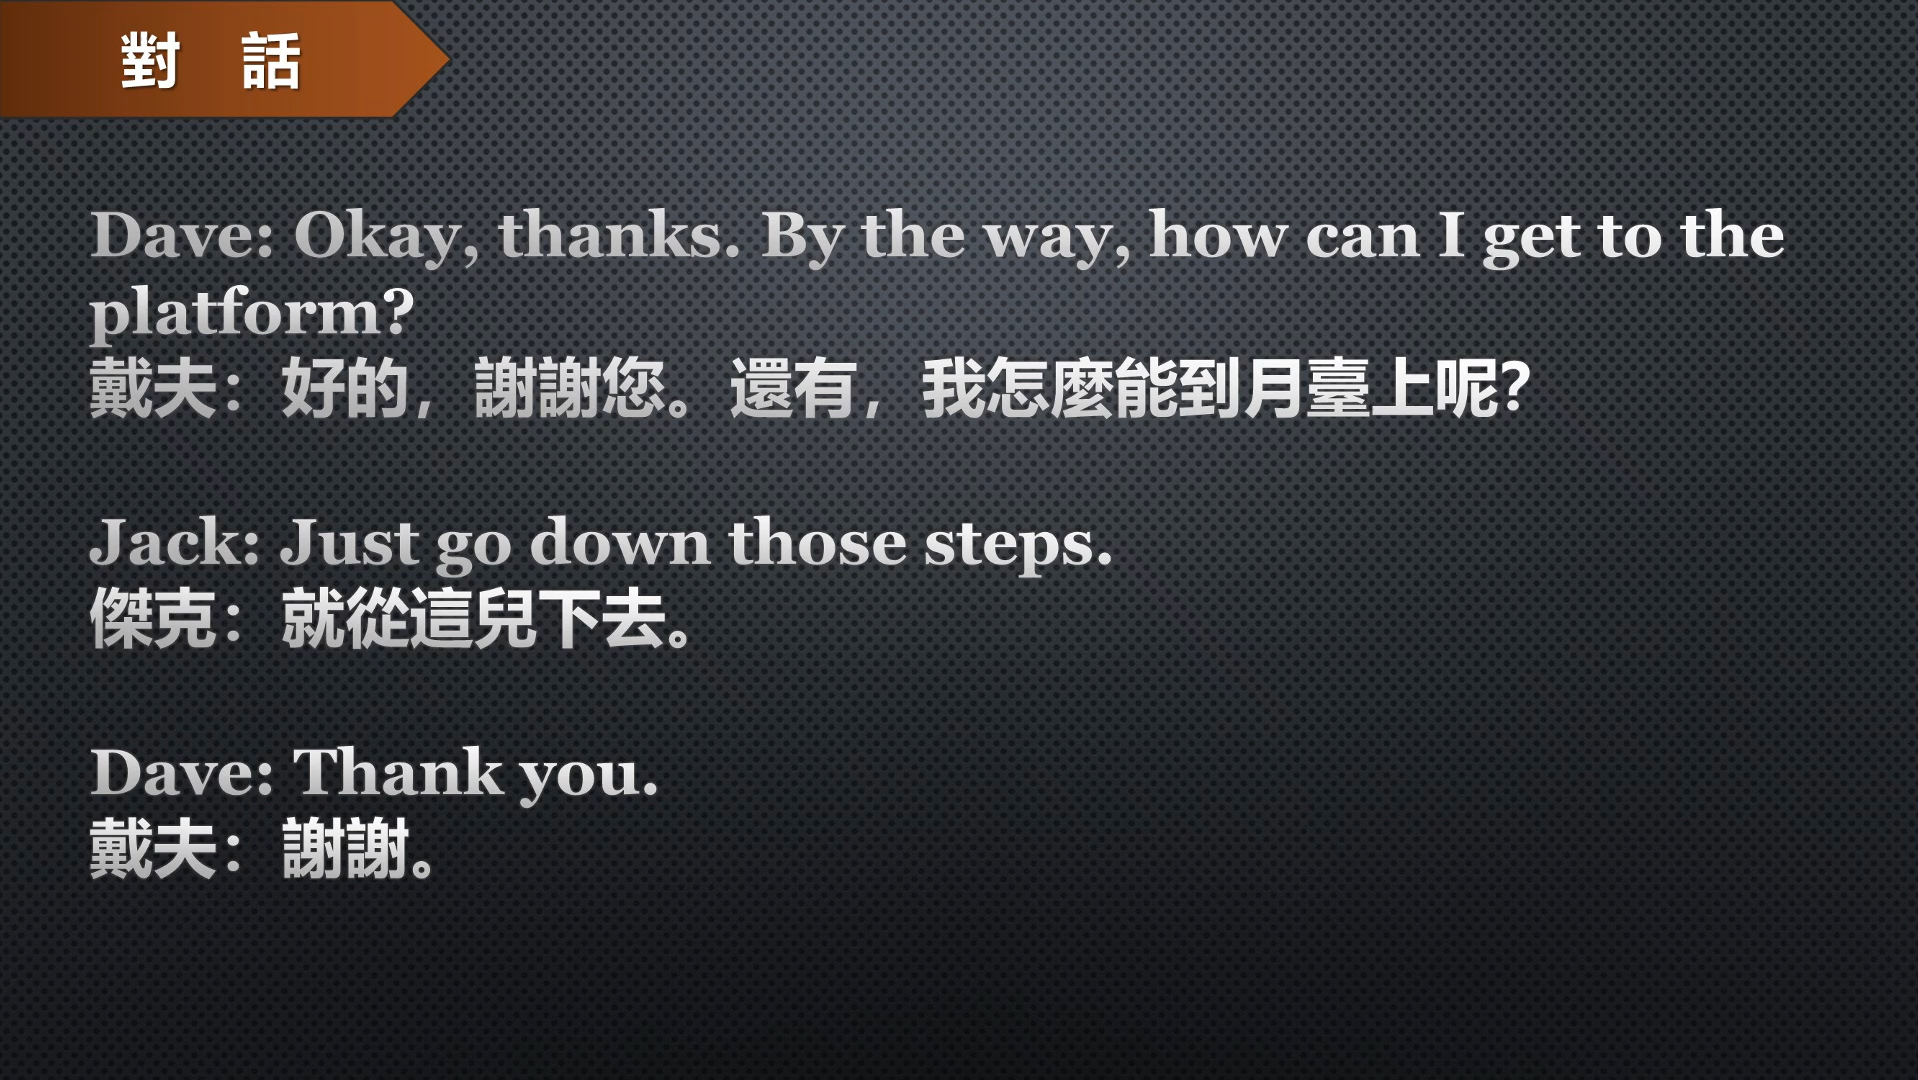 對 話
Dave: Okay, thanks. By the way, how can I get to the
platform?
戴夫：好的，謝謝您。還有，我怎麼能到月臺上呢？
Jack: Just go down those steps.
傑克：就從這兒下去。
Dave: Thank you.
戴夫：謝謝。